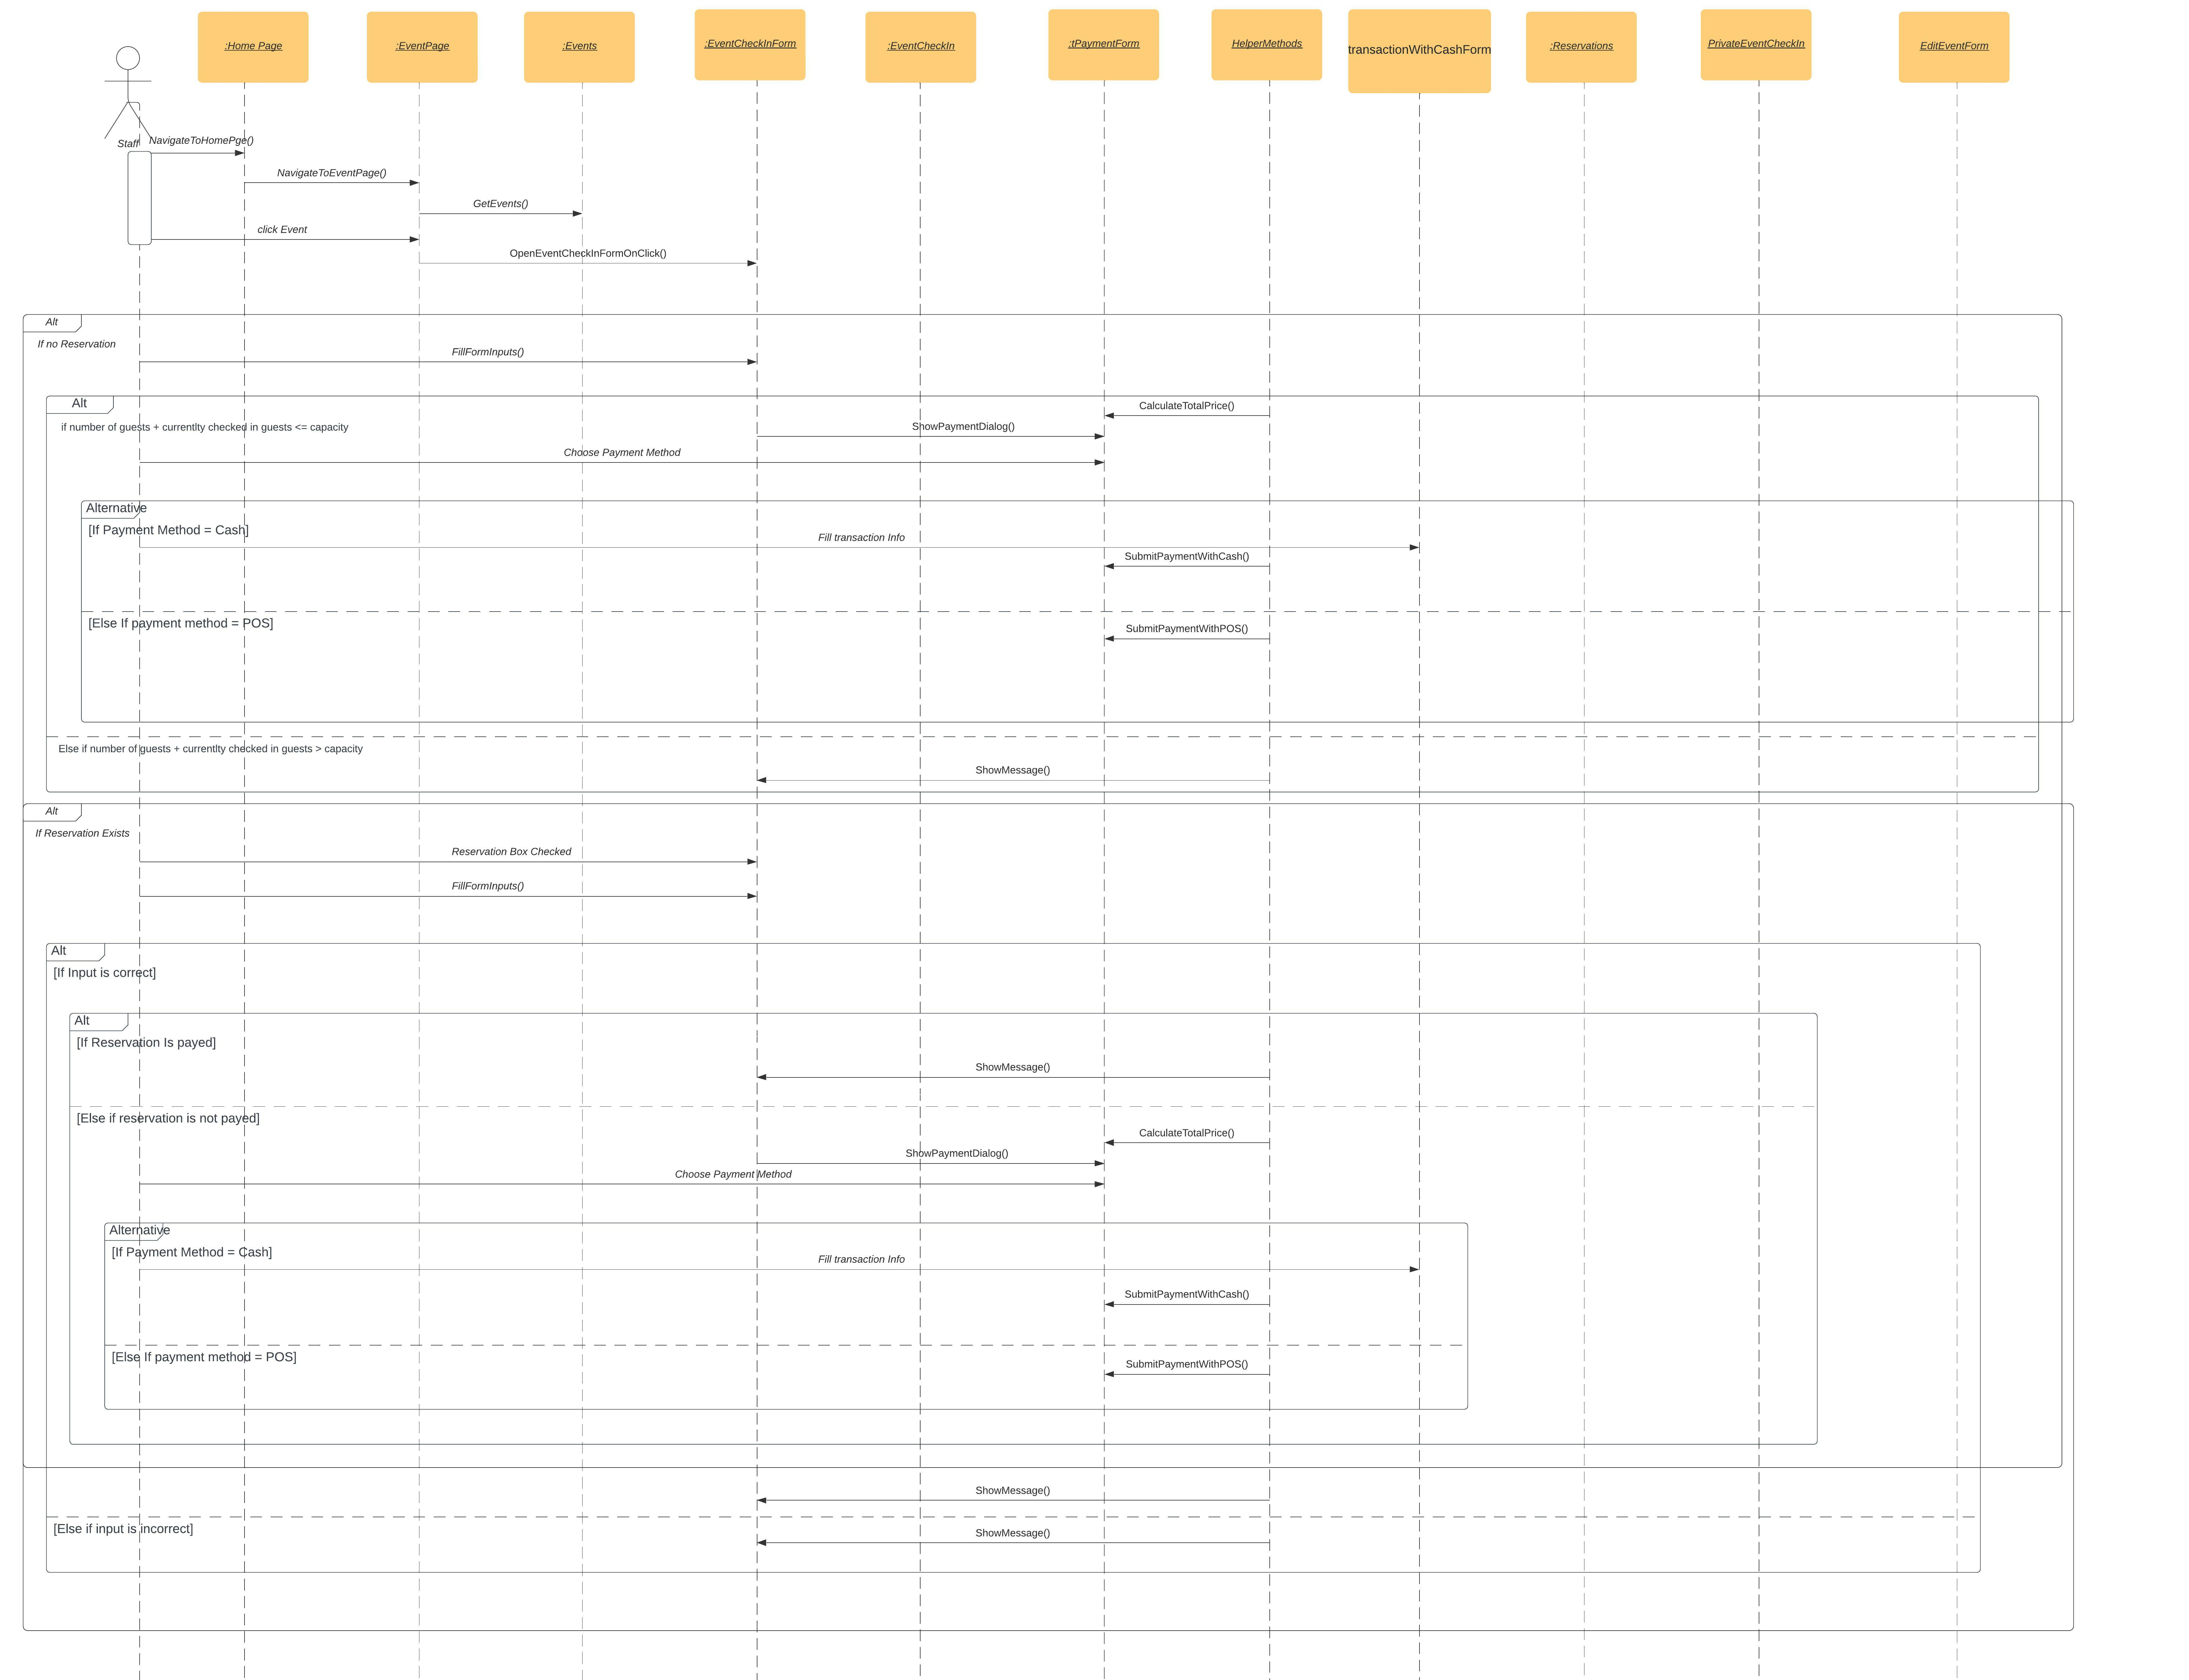 :Home Page
:EventPage
:Events
:EventCheckInForm
:EventCheckIn
:tPaymentForm
HelperMethods
transactionWithCashForm
:Reservations
PrivateEventCheckIn
EditEventForm
Staff
NavigateToHomePge()
NavigateToEventPage()
GetEvents()
click Event
OpenEventCheckInFormOnClick()
Alt
If no Reservation
FillFormInputs()
Alt
CalculateTotalPrice()
if number of guests + currentlty checked in guests <= capacity
ShowPaymentDialog()
Choose Payment Method
Alternative
[If Payment Method = Cash]
Fill transaction Info
SubmitPaymentWithCash()
[Else If payment method = POS]
SubmitPaymentWithPOS()
Else if number of guests + currentlty checked in guests > capacity
ShowMessage()
Alt
If Reservation Exists
Reservation Box Checked
FillFormInputs()
Alt
[If Input is correct]
Alt
[If Reservation Is payed]
ShowMessage()
[Else if reservation is not payed]
CalculateTotalPrice()
ShowPaymentDialog()
Choose Payment Method
Alternative
[If Payment Method = Cash]
Fill transaction Info
SubmitPaymentWithCash()
[Else If payment method = POS]
SubmitPaymentWithPOS()
ShowMessage()
[Else if input is incorrect]
ShowMessage()